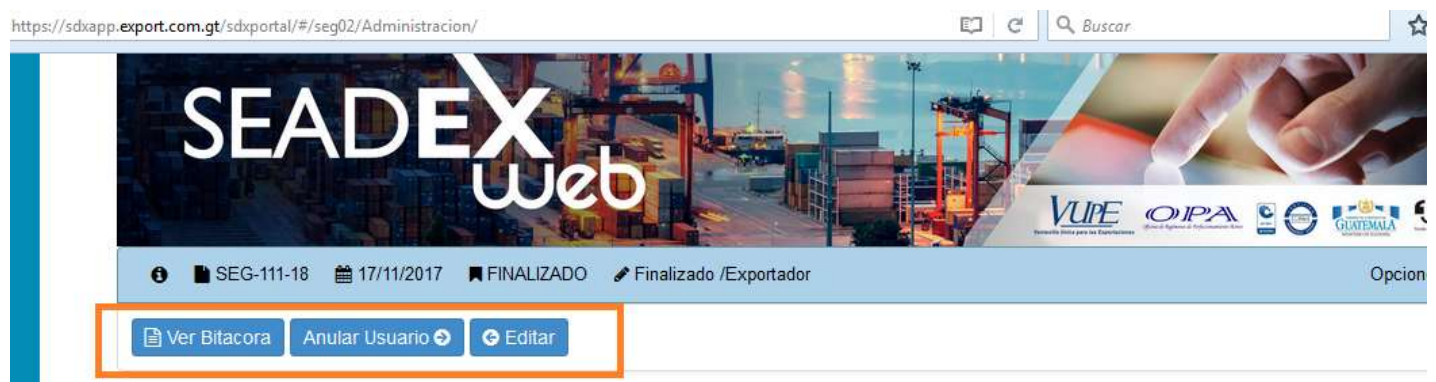 https://sdxapp.export.com.gt/sdxportal/#/seg02/Administracion/ Buscar
SEADEX
web
VUPE OPA
GUATEMALA
SEG-111-18 17/11/2017 FINALIZADO Finalizado /Exportador Opcion
Ver Bitacora Anular Usuario Editar